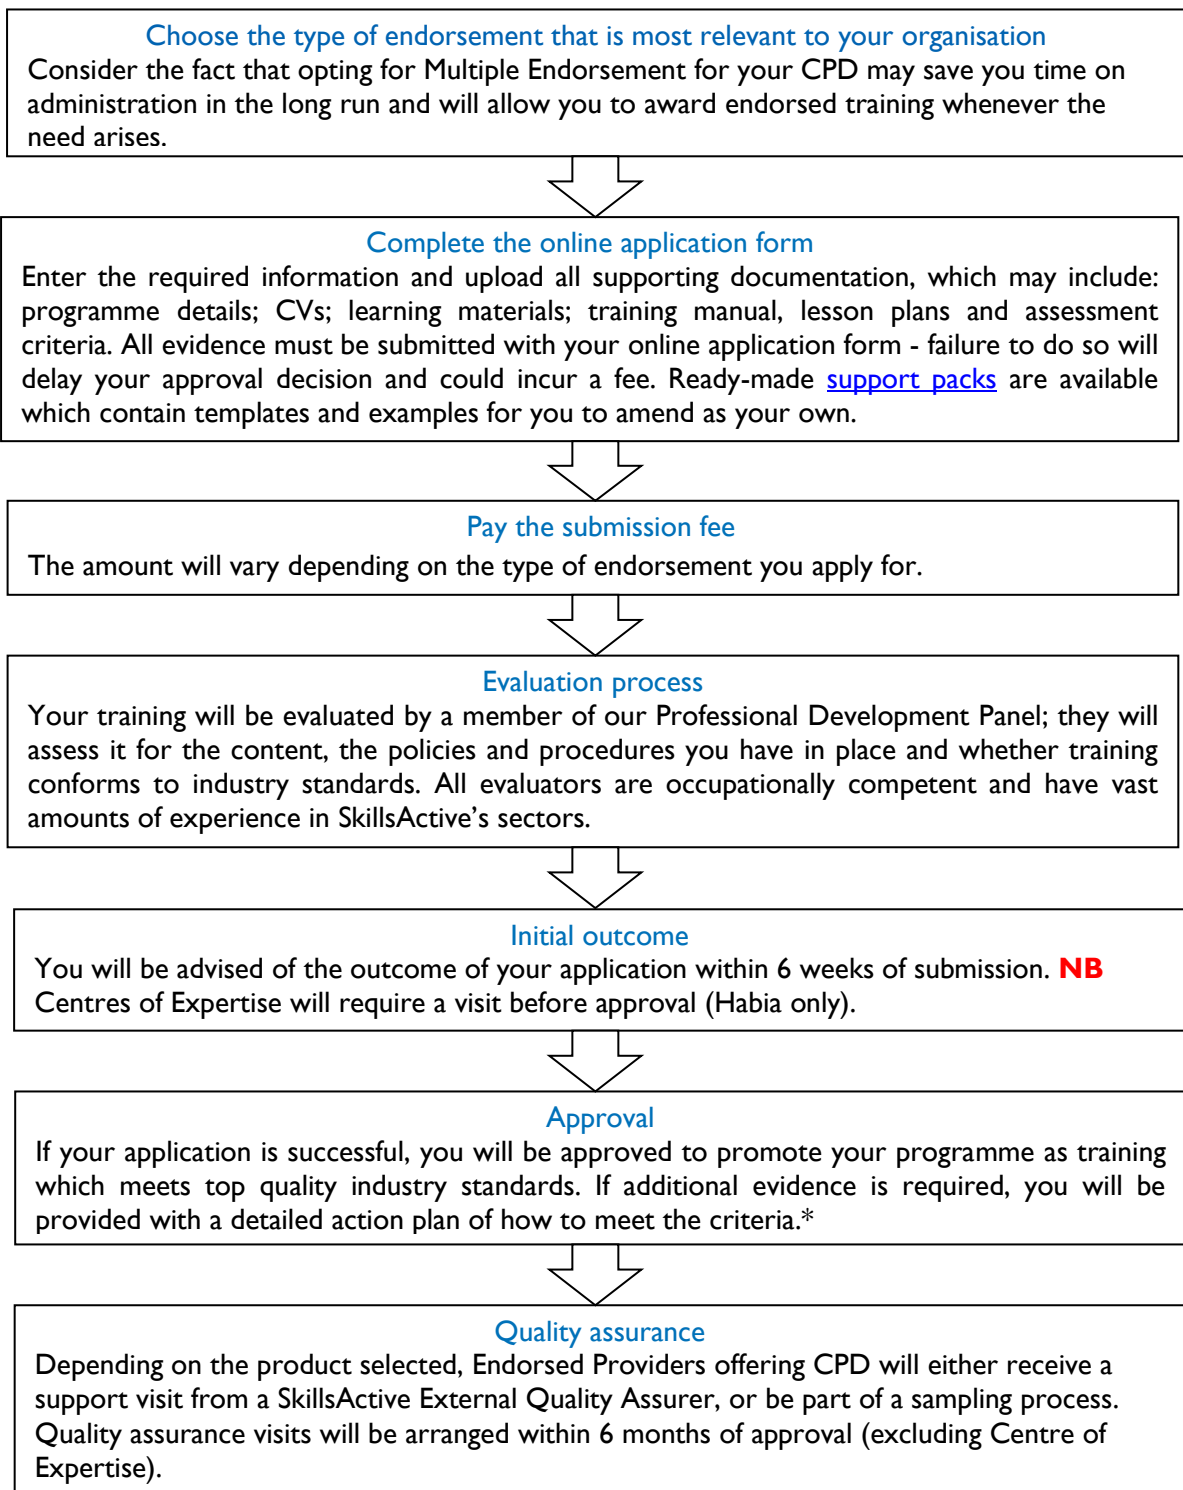 Choose the type of endorsement that is most relevant to your organisation
Consider the fact that opting for Multiple Endorsement for your CPD may save you time on
administration in the long run and will allow you to award endorsed training whenever the
need arises.
Complete the online application form
Enter the required information and upload all supporting documentation, which may include:
programme details; CVs; learning materials; training manual, lesson plans and assessment
criteria. All evidence must be submitted with your online application form - failure to do so will
delay your approval decision and could incur a fee. Ready-made support packs are available
which contain templates and examples for you to amend as your own.
Pay the submission fee
The amount will vary depending on the type of endorsement you apply for.
Evaluation process
Your training will be evaluated by a member of our Professional Development Panel; they will
assess it for the content, the policies and procedures you have in place and whether training
conforms to industry standards. All evaluators are occupationally competent and have vast
amounts of experience in SkillsActive's sectors.
Initial outcome
You will be advised of the outcome of your application within 6 weeks of submission. NB
Centres of Expertise will require a visit before approval (Habia only).
Approval
If your application is successful, you will be approved to promote your programme as training
which meets top quality industry standards. If additional evidence is required, you will be
provided with a detailed action plan of how to meet the criteria.*
Quality assurance
Depending on the product selected, Endorsed Providers offering CPD will either receive a
support visit from a SkillsActive External Quality Assurer, or be part of a sampling process.
Quality assurance visits will be arranged within 6 months of approval (excluding Centre of
Expertise).